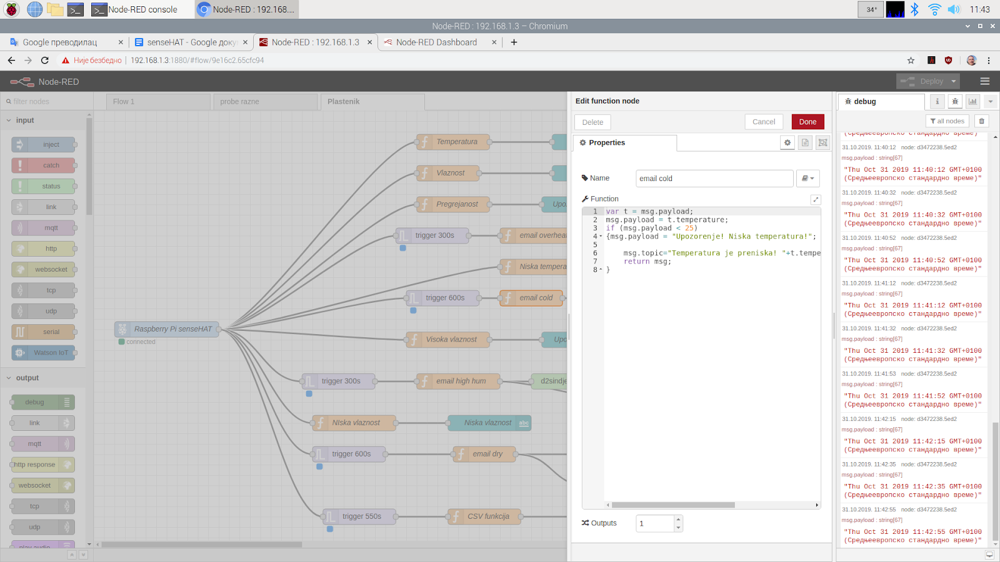 Node-RED console
Node-RED : 192.168....
34°
11:43
Node-RED : 192.168.1.3 – Chromium
Google преводилац
senseHAT - Google доку
Node-RED : 192.168.1.3
Node-RED Dashboard
Није безбедно
192.168.1.3:1880/#flow/9e16c2.65cfc94
Node-RED
Deploy
filter nodes
input
inject
catch
status
link
mqtt
http
websocket
tcp
udp
serial
Watson IoT
output
debug
link
mqtt
http response
websocket
tcp
udp
play audio
Flow 1
probe razne
Plastenik
Temperatura
Vlaznost
Pregrejanost
Upo
trigger 300s
email overhea
Niska tempera
trigger 600s
email cold
Raspberry Pi senseHAT
connected
Visoka vlaznost
Upo
trigger 300s
email high hum
d2sindje
NIska vlaznost
Niska vlaznost
abc
trigger 600s
email dry
trigger 550s
CSV funkcija
Edit function node
Delete
Cancel
Done
Properties
Name
email cold
Function
1 var t = msg.payload;
2 msg.payload = t.temperature;
3 if (msg.payload < 25)
4 {msg.payload = "Upozorenje! Niska temperatura!";
5
6 msg.topic="Temperatura je preniska! "+t.tempe
7 return msg;
8 }
Outputs
1
debug
i
all nodes
(Средњеевропско стандардно време)"
31.10.2019. 11:40:12 node: d3472238.5ed2
msg.payload : string[67]
"Thu Oct 31 2019 11:40:12 GMT+0100
(Средњеевропско стандардно време)"
31.10.2019. 11:40:32 node: d3472238.5ed2
msg.payload : string[67]
"Thu Oct 31 2019 11:40:32 GMT+0100
(Средњеевропско стандардно време)"
31.10.2019. 11:40:52 node: d3472238.5ed2
msg.payload : string[67]
"Thu Oct 31 2019 11:40:52 GMT+0100
(Средњеевропско стандардно време)"
31.10.2019. 11:41:12 node: d3472238.5ed2
msg.payload : string[67]
"Thu Oct 31 2019 11:41:12 GMT+0100
(Средњеевропско стандардно време)"
31.10.2019. 11:41:32 node: d3472238.5ed2
msg.payload : string[67]
"Thu Oct 31 2019 11:41:32 GMT+0100
(Средњеевропско стандардно време)"
31.10.2019. 11:41:53 node: d3472238.5ed2
msg.payload : string[67]
"Thu Oct 31 2019 11:41:52 GMT+0100
(Средњеевропско стандардно време)"
31.10.2019. 11:42:15 node: d3472238.5ed2
msg.payload : string[67]
"Thu Oct 31 2019 11:42:15 GMT+0100
(Средњеевропско стандардно време)"
31.10.2019. 11:42:35 node: d3472238.5ed2
msg.payload : string[67]
"Thu Oct 31 2019 11:42:35 GMT+0100
(Средњеевропско стандардно време)"
31.10.2019. 11:42:55 node: d3472238.5ed2
msg.payload : string[67]
"Thu Oct 31 2019 11:42:55 GMT+0100
(Средњеевропско стандардно време)"